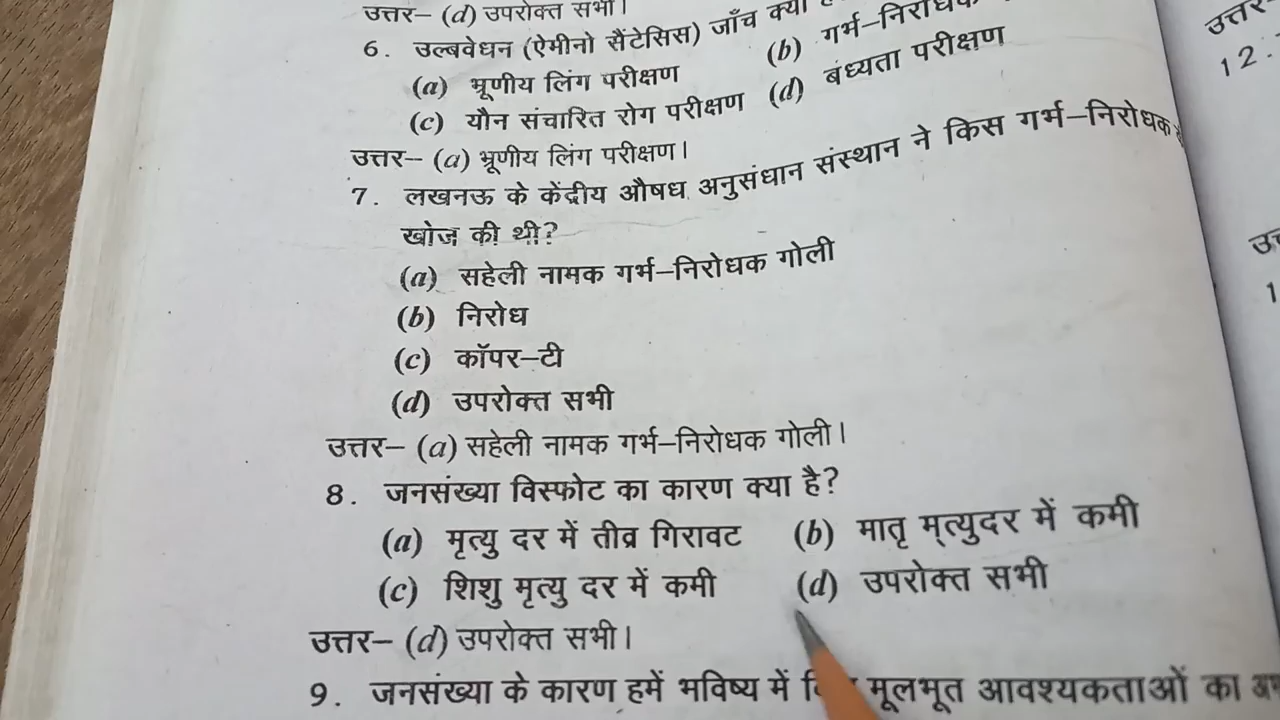 उत्तर– (d) उपरोक्त सभी।
6. उल्बवेधन (ऐमीनो सैंटेसिस) जाँच क्या
(a) भ्रूणीय लिंग परीक्षण (b) गर्भ–निरोधक
(c) यौन संचारित रोग परीक्षण (d) बंध्यता परीक्षण
उत्तर– (a) भ्रूणीय लिंग परीक्षण।
7. लखनऊ के केंद्रीय औषध अनुसंधान संस्थान ने किस गर्भ–निरोधक
खोज की थी?
(a) सहेली नामक गर्भ–निरोधक गोली
(b) निरोध
(c) कॉपर–टी
(d) उपरोक्त सभी
उत्तर– (a) सहेली नामक गर्भ–निरोधक गोली।
8. जनसंख्या विस्फोट का कारण क्या है?
(a) मृत्यु दर में तीव्र गिरावट (b) मातृ मृत्युदर में कमी
(c) शिशु मृत्यु दर में कमी (d) उपरोक्त सभी
उत्तर– (d) उपरोक्त सभी।
9. जनसंख्या के कारण हमें भविष्य में मूलभूत आवश्यकताओं का
उत्तर–
12.